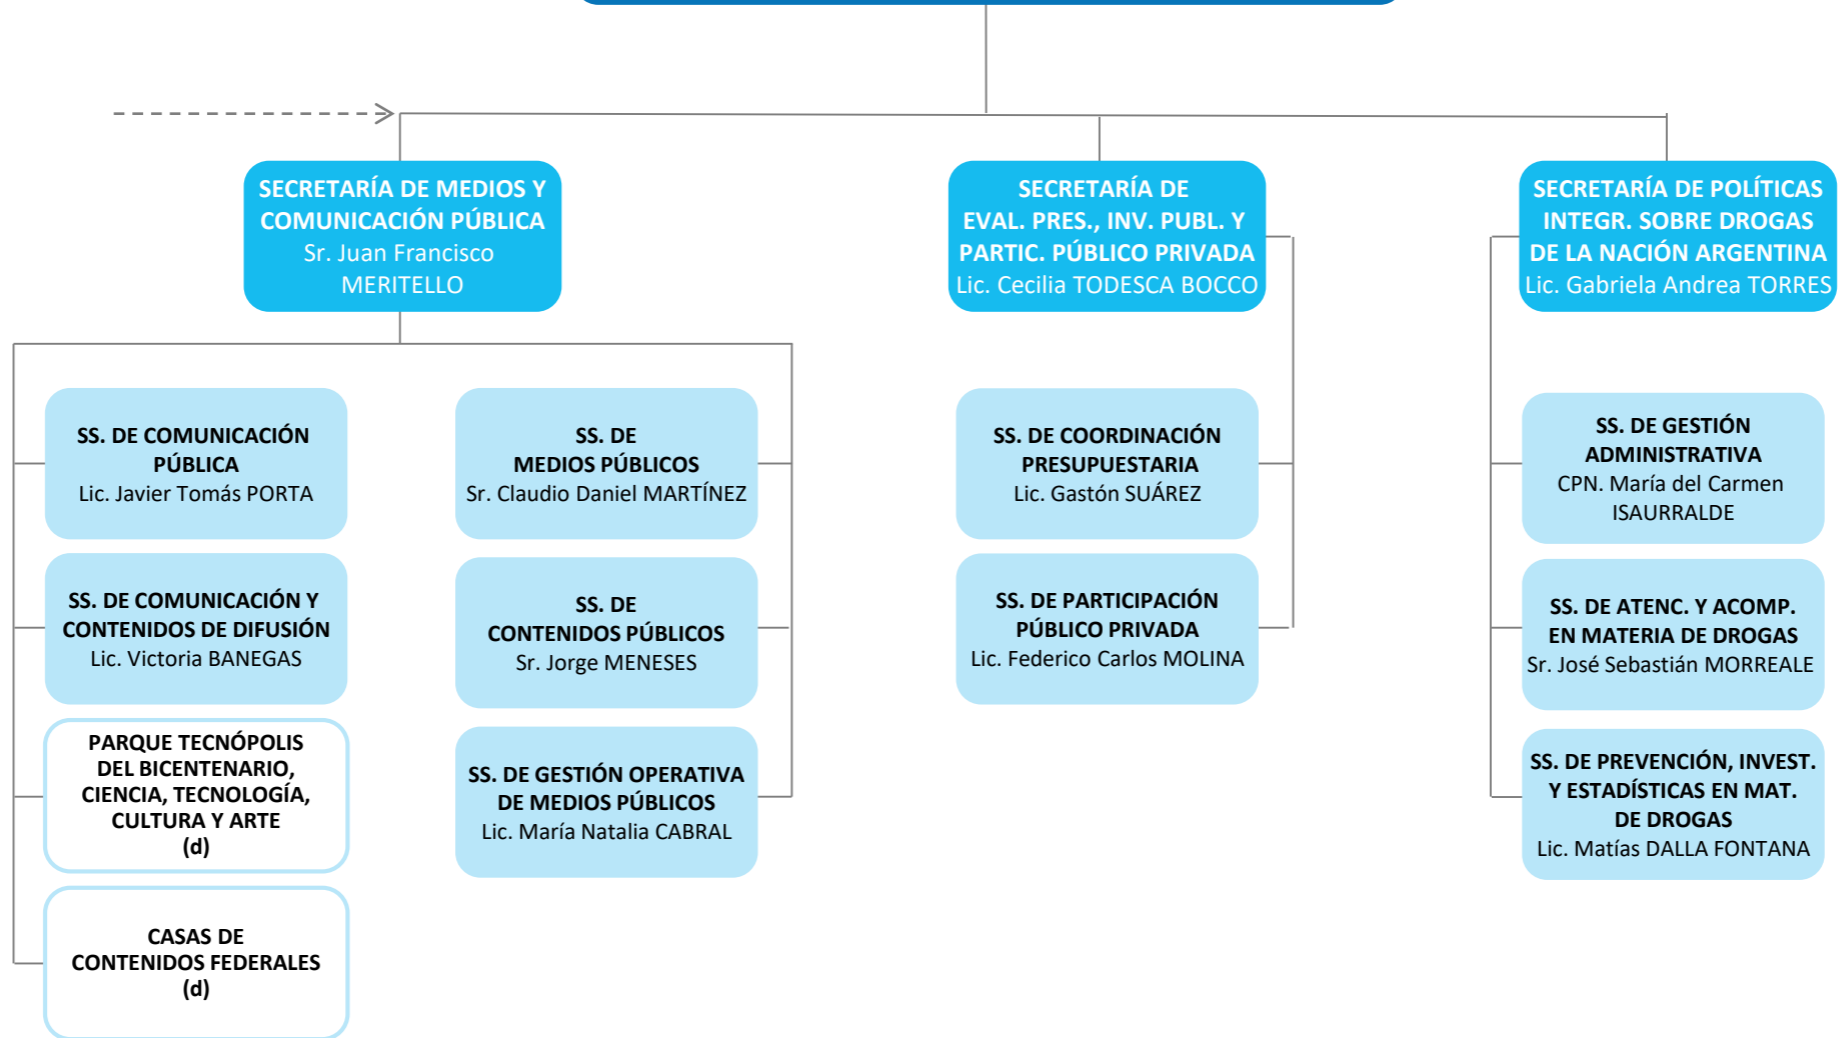 SECRETARÍA DE MEDIOS Y
COMUNICACIÓN PÚBLICA
Sr. Juan Francisco
MERITELLO
SECRETARÍA DE
EVAL. PRES., INV. PUBL. Y
PARTIC. PÚBLICO PRIVADA
Lic. Cecilia TODESCA BOCCO
SECRETARÍA DE POLÍTICAS
INTEGR. SOBRE DROGAS
DE LA NACIÓN ARGENTINA
Lic. Gabriela Andrea TORRES
SS. DE COMUNICACIÓN
PÚBLICA
Lic. Javier Tomás PORTA
SS. DE COMUNICACIÓN Y
CONTENIDOS DE DIFUSIÓN
Lic. Victoria BANEGAS
PARQUE TECNÓPOLIS
DEL BICENTENARIO,
CIENCIA, TECNOLOGÍA,
CULTURA Y ARTE
(d)
CASAS DE
CONTENIDOS FEDERALES
(d)
SS. DE
MEDIOS PÚBLICOS
Sr. Claudio Daniel MARTÍNEZ
SS. DE
CONTENIDOS PÚBLICOS
Sr. Jorge MENESES
SS. DE GESTIÓN OPERATIVA
DE MEDIOS PÚBLICOS
Lic. María Natalia CABRAL
SS. DE COORDINACIÓN
PRESUPUESTARIA
Lic. Gastón SUÁREZ
SS. DE PARTICIPACIÓN
PÚBLICO PRIVADA
Lic. Federico Carlos MOLINA
SS. DE GESTIÓN
ADMINISTRATIVA
CPN. María del Carmen
ISAURRALDE
SS. DE ATENC. Y ACOMP.
EN MATERIA DE DROGAS
Sr. José Sebastián MORREALE
SS. DE PREVENCIÓN, INVEST.
Y ESTADÍSTICAS EN MAT.
DE DROGAS
Lic. Matías DALLA FONTANA